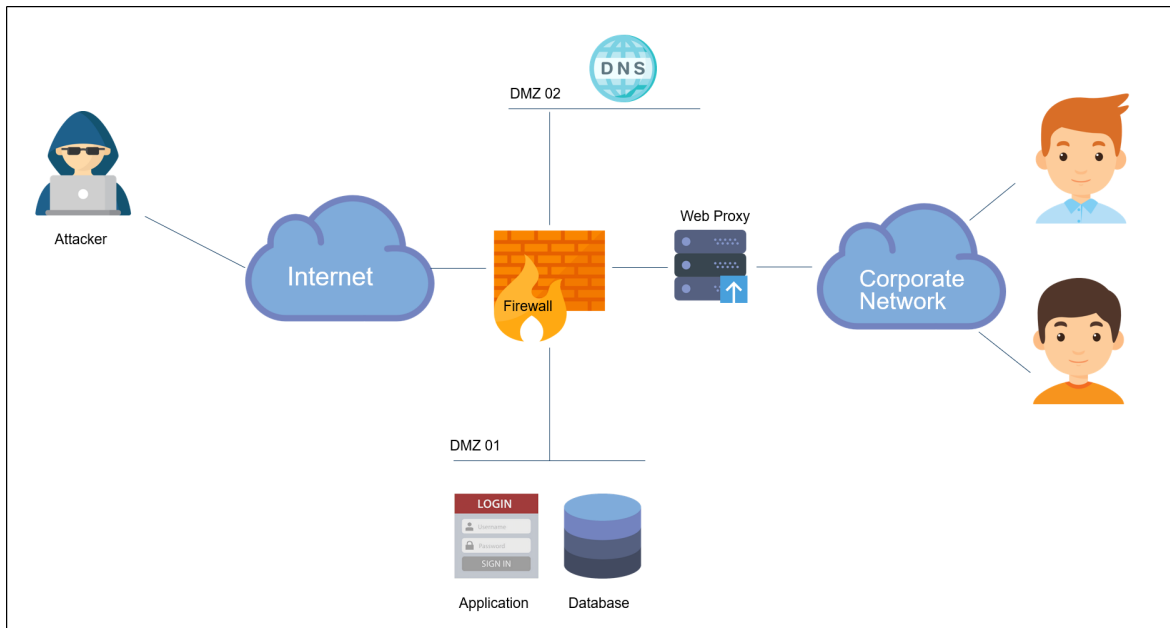 DNS
DMZ 02
Attacker
Internet
Firewall
Web Proxy
Corporate
Network
DMZ 01
LOGIN
Username
Password
SIGN IN
Application
Database